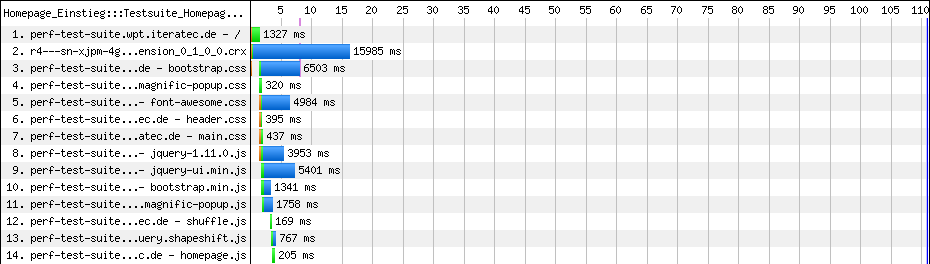 Homepage_Einstieg:::Testsuite_Homepag... 5 10 15 20 25 30 35 40 45 50 55 60 65 70 75 80 85 90 95 100 105 110
1. perf-test-suite.wpt.iteratec.de - / 1327 ms
2. r4---sn-xjpm-4g...ension_0_1_0_0.crx 15985 ms
3. perf-test-suite...de - bootstrap.css 6503 ms
4. perf-test-suite...magnific-popup.css 320 ms
5. perf-test-suite...- font-awesome.css 4984 ms
6. perf-test-suite...ec.de - header.css 395 ms
7. perf-test-suite...atec.de - main.css 437 ms
8. perf-test-suite...- jquery-1.11.0.js 3953 ms
9. perf-test-suite...- jquery-ui.min.js 5401 ms
10. perf-test-suite...- bootstrap.min.js 1341 ms
11. perf-test-suite....magnific-popup.js 1758 ms
12. perf-test-suite...ec.de - shuffle.js 169 ms
13. perf-test-suite...uery.shapeshift.js 767 ms
14. perf-test-suite...c.de - homepage.js 205 ms